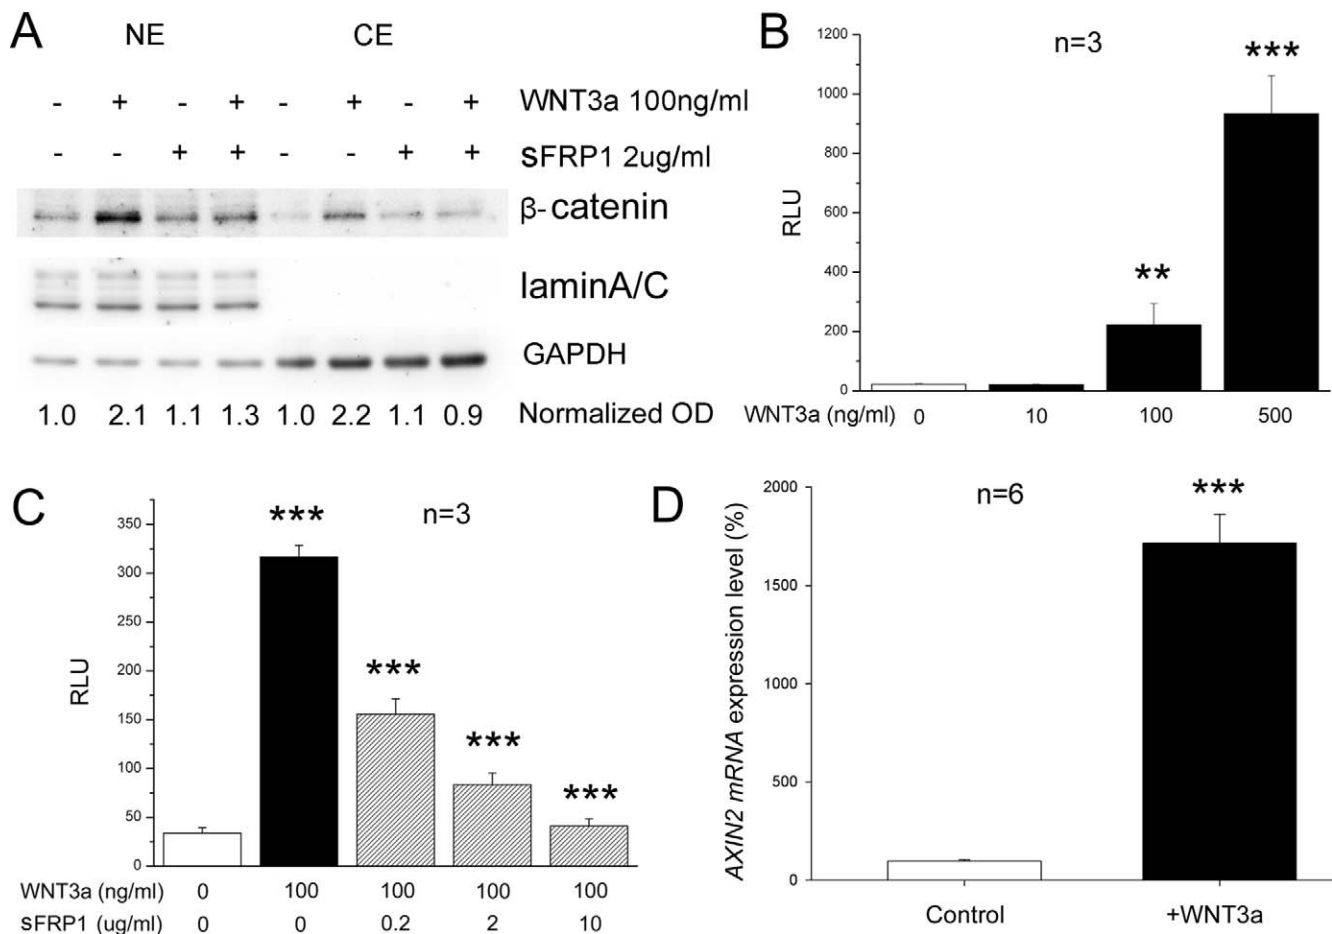 A
NE CE
- + - + - + - + WNT3a 100ng/ml
- - + + - - + + sFRP1 2ug/ml
β-catenin
laminA/C
GAPDH
1.0 2.1 1.1 1.3 1.0 2.2 1.1 0.9 Normalized OD
B
n=3
RLU
1200
1000
800
600
400
200
0
**
***
WNT3a (ng/ml) 0 10 100 500
C
n=3
RLU
350
300
250
200
150
100
50
0
***
***
***
***
WNT3a (ng/ml) 0 100 100 100 100
sFRP1 (ug/ml) 0 0 0.2 2 10
D
n=6
AXIN2 mRNA expression level (%)
2000
1500
1000
500
0
***
Control +WNT3a